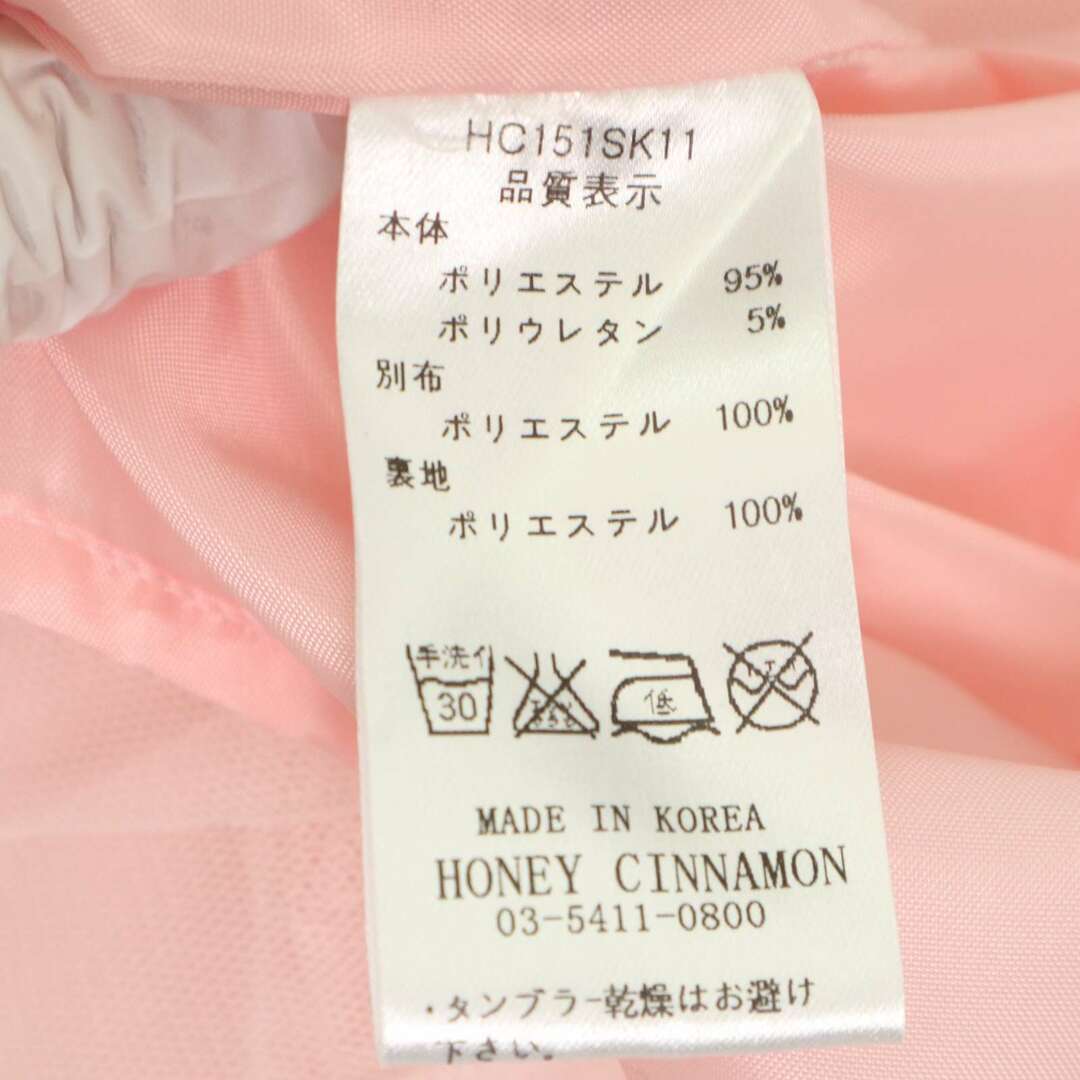 HC151SK11
品質表示
本体
ポリエステル 95%
ポリウレタン 5%
別布
ポリエステル 100%
裏地
ポリエステル 100%
手洗イ
30
低
MADE IN KOREA
HONEY CINNAMON
03-5411-0800
・タンブラー乾燥はお避け
下さい。